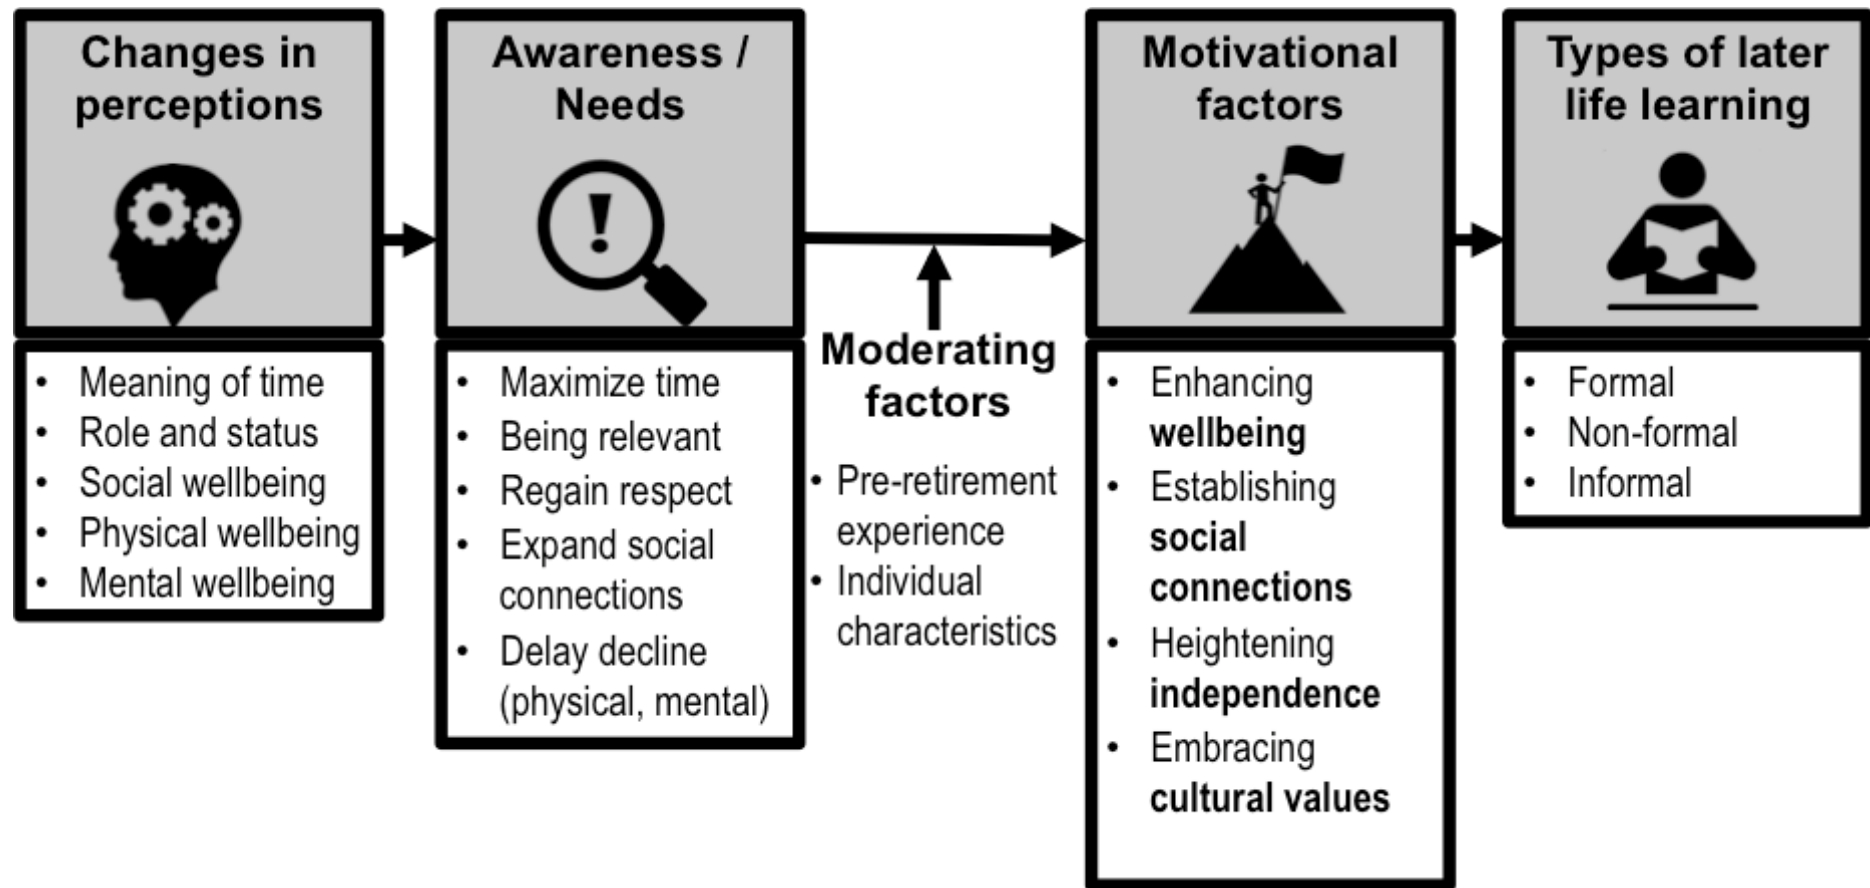 Changes in
perceptions
• Meaning of time
• Role and status
• Social wellbeing
• Physical wellbeing
• Mental wellbeing
Awareness /
Needs
!
• Maximize time
• Being relevant
• Regain respect
• Expand social
connections
• Delay decline
(physical, mental)
Moderating
factors
• Pre-retirement
experience
• Individual
characteristics
Motivational
factors
• Enhancing
wellbeing
• Establishing
social
connections
• Heightening
independence
• Embracing
cultural values
Types of later
life learning
• Formal
• Non-formal
• Informal